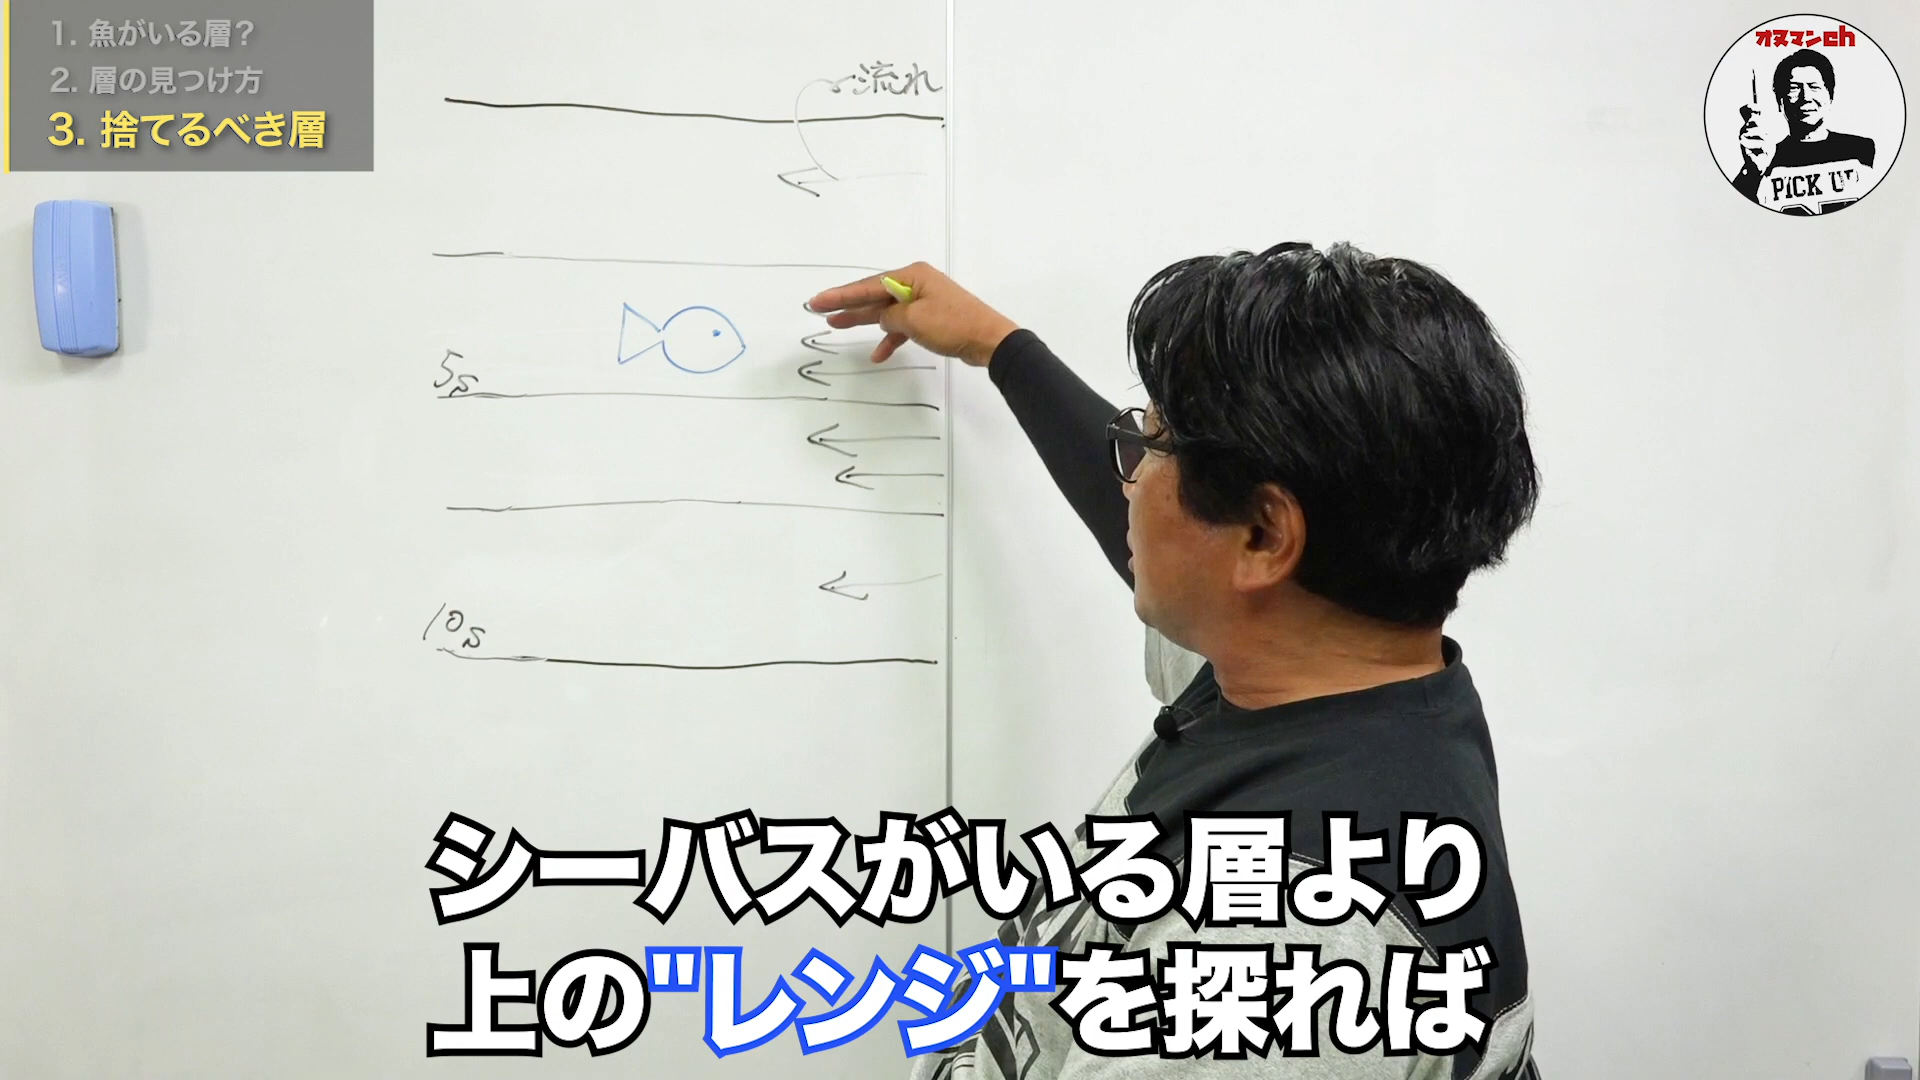 1. 魚がいる層?
2. 層の見つけ方
3. 捨てるべき層
オヌマンch
PICK UP
流れ
5s
10s
シーバスがいる層より
上の"レンジ"を探れば